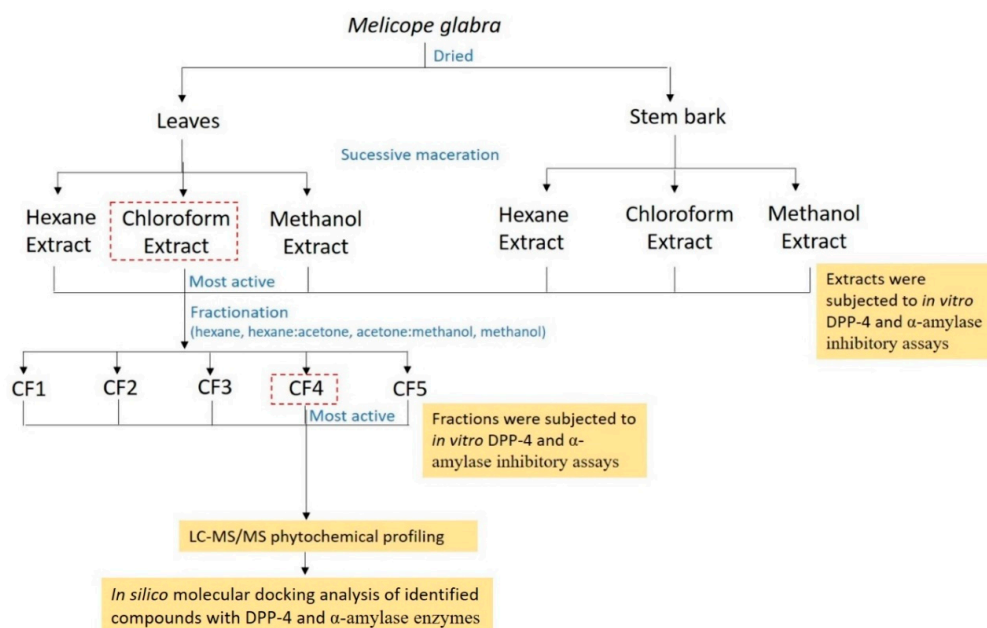 Melicope glabra
Dried
Leaves
Stem bark
Sucessive maceration
Hexane
Extract
Chloroform
Extract
Methanol
Extract
Hexane
Extract
Chloroform
Extract
Methanol
Extract
Most active
Extracts were
subjected to in vitro
DPP-4 and α-amylase
inhibitory assays
Fractionation
(hexane, hexane:acetone, acetone:methanol, methanol)
CF1
CF2
CF3
CF4
CF5
Most active
Fractions were subjected to
in vitro DPP-4 and α-
amylase inhibitory assays
LC-MS/MS phytochemical profiling
In silico molecular docking analysis of identified
compounds with DPP-4 and α-amylase enzymes